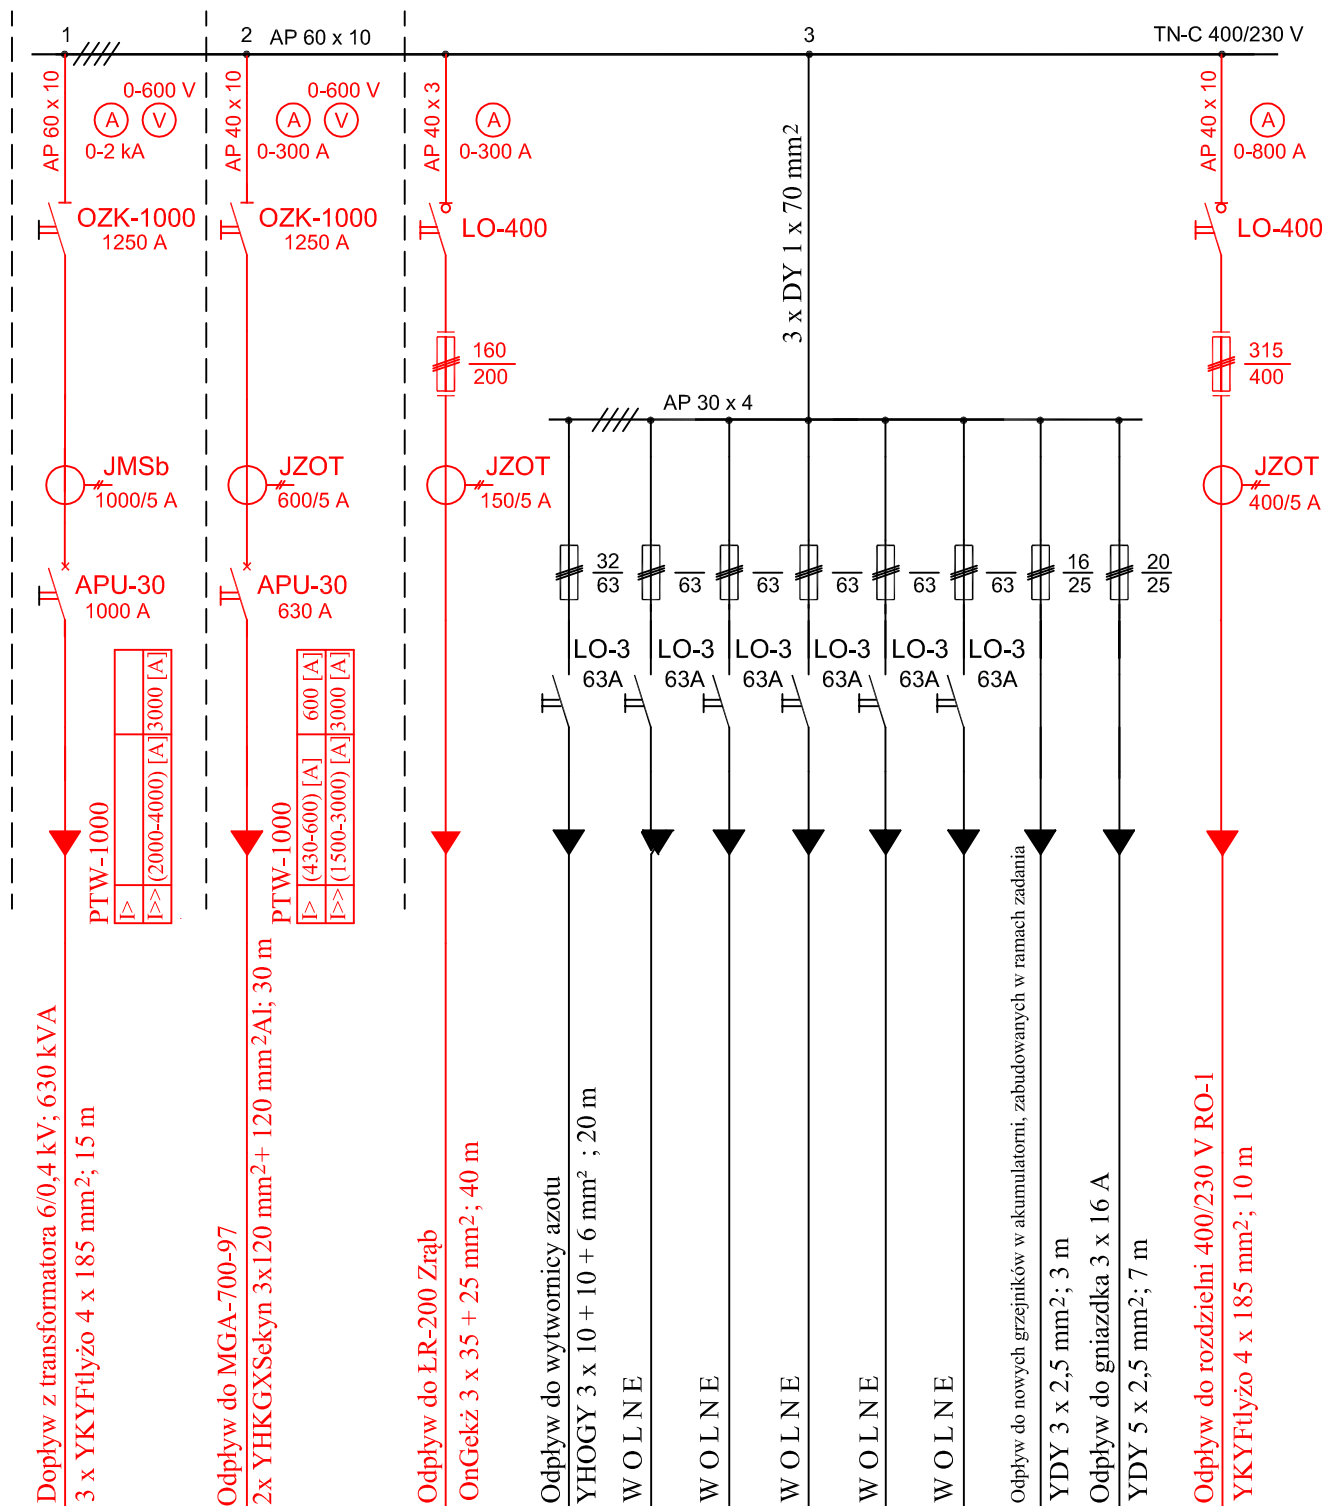 1
2
AP 60 x 10
3
TN-C 400/230 V
AP 60 x 10
0-600 V
A
V
0-2 kA
AP 40 x 10
0-600 V
A
V
0-300 A
AP 40 x 3
A
0-300 A
3 x DY 1 x 70 mm²
AP 40 x 10
A
0-800 A
OZK-1000
1250 A
OZK-1000
1250 A
LO-400
LO-400
160
200
315
400
AP 30 x 4
JMSb
1000/5 A
JZOT
600/5 A
JZOT
150/5 A
JZOT
400/5 A
32
63
63
63
63
63
63
16
25
20
25
APU-30
1000 A
APU-30
630 A
LO-3
63A
LO-3
63A
LO-3
63A
LO-3
63A
LO-3
63A
LO-3
63A
PTW-1000
I>
I>> (2000-4000) [A] 3000 [A]
PTW-1000
I> (430-600) [A] 600 [A]
I>> (1500-3000) [A] 3000 [A]
Dopływ z transformatora 6/0,4 kV; 630 kVA
3 x YKYFtlyżo 4 x 185 mm²; 15 m
Odpływ do MGA-700-97
2x YHKGXSekyn 3x120 mm²+ 120 mm²Al; 30 m
Odpływ do ŁR-200 Zrąb
OnGekż 3 x 35 + 25 mm²; 40 m
Odpływ do wytwornicy azotu
YHOGY 3 x 10 + 10 + 6 mm² ; 20 m
W O L N E
W O L N E
W O L N E
W O L N E
W O L N E
Odpływ do nowych grzejników w akumulatorni, zabudowanych w ramach zadania
YDY 3 x 2,5 mm²; 3 m
Odpływ do gniazdka 3 x 16 A
YDY 5 x 2,5 mm²; 7 m
Odpływ do rozdzielni 400/230 V RO-1
YKYFtlyżo 4 x 185 mm²; 10 m